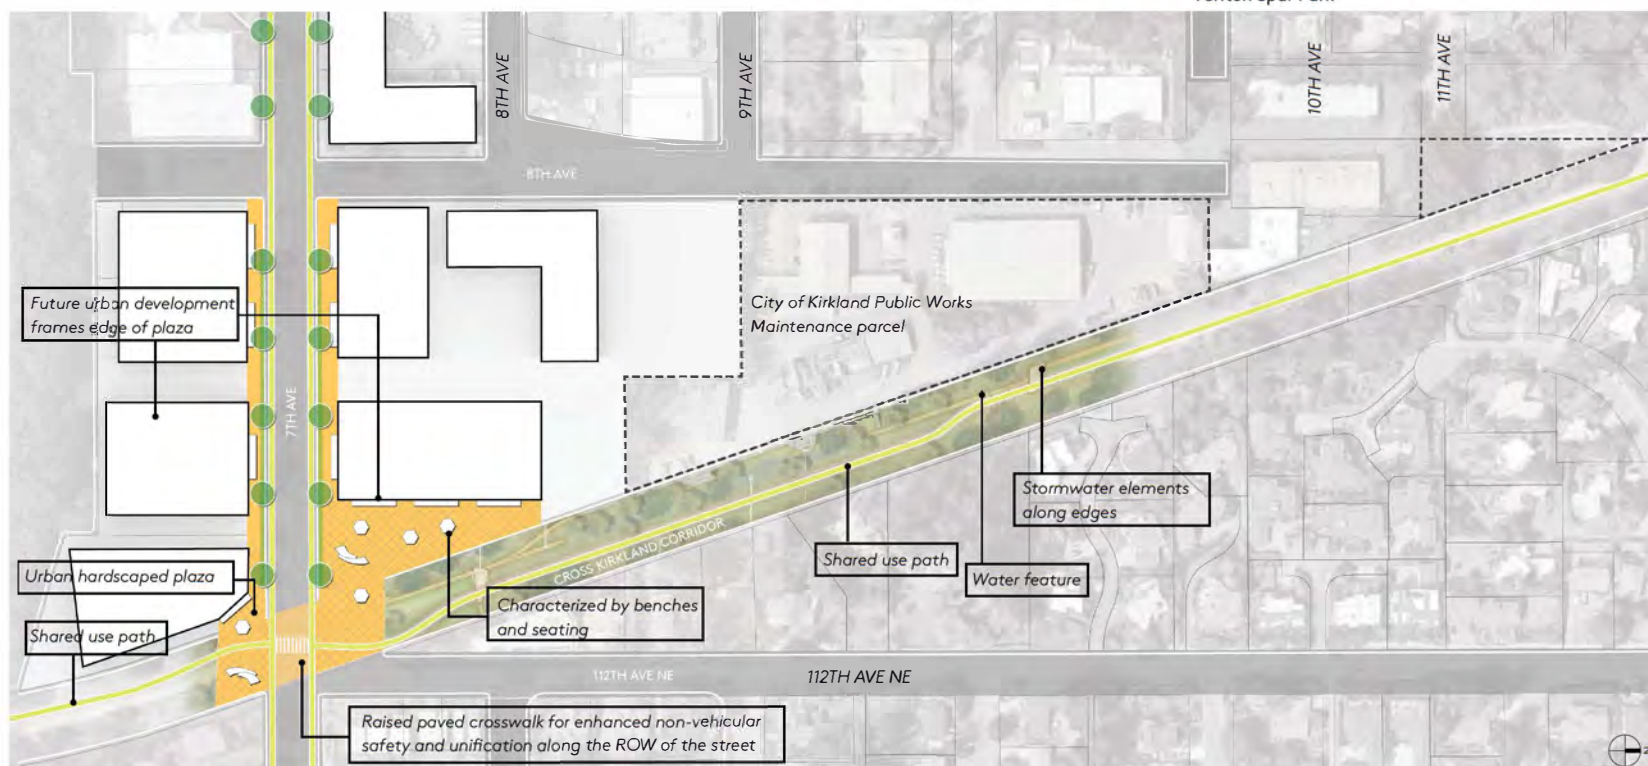 8TH AVE
9TH AVE
10TH AVE
11TH AVE
8TH AVE
Future urban development
frames edge of plaza
City of Kirkland Public Works
Maintenance parcel
7TH AVE
Stormwater elements
along edges
CROSS KIRKLAND CORRIDOR
Shared use path
Water feature
Urban hardscaped plaza
Characterized by benches
and seating
Shared use path
112TH AVE NE
112TH AVE NE
Raised paved crosswalk for enhanced non-vehicular
safety and unification along the ROW of the street